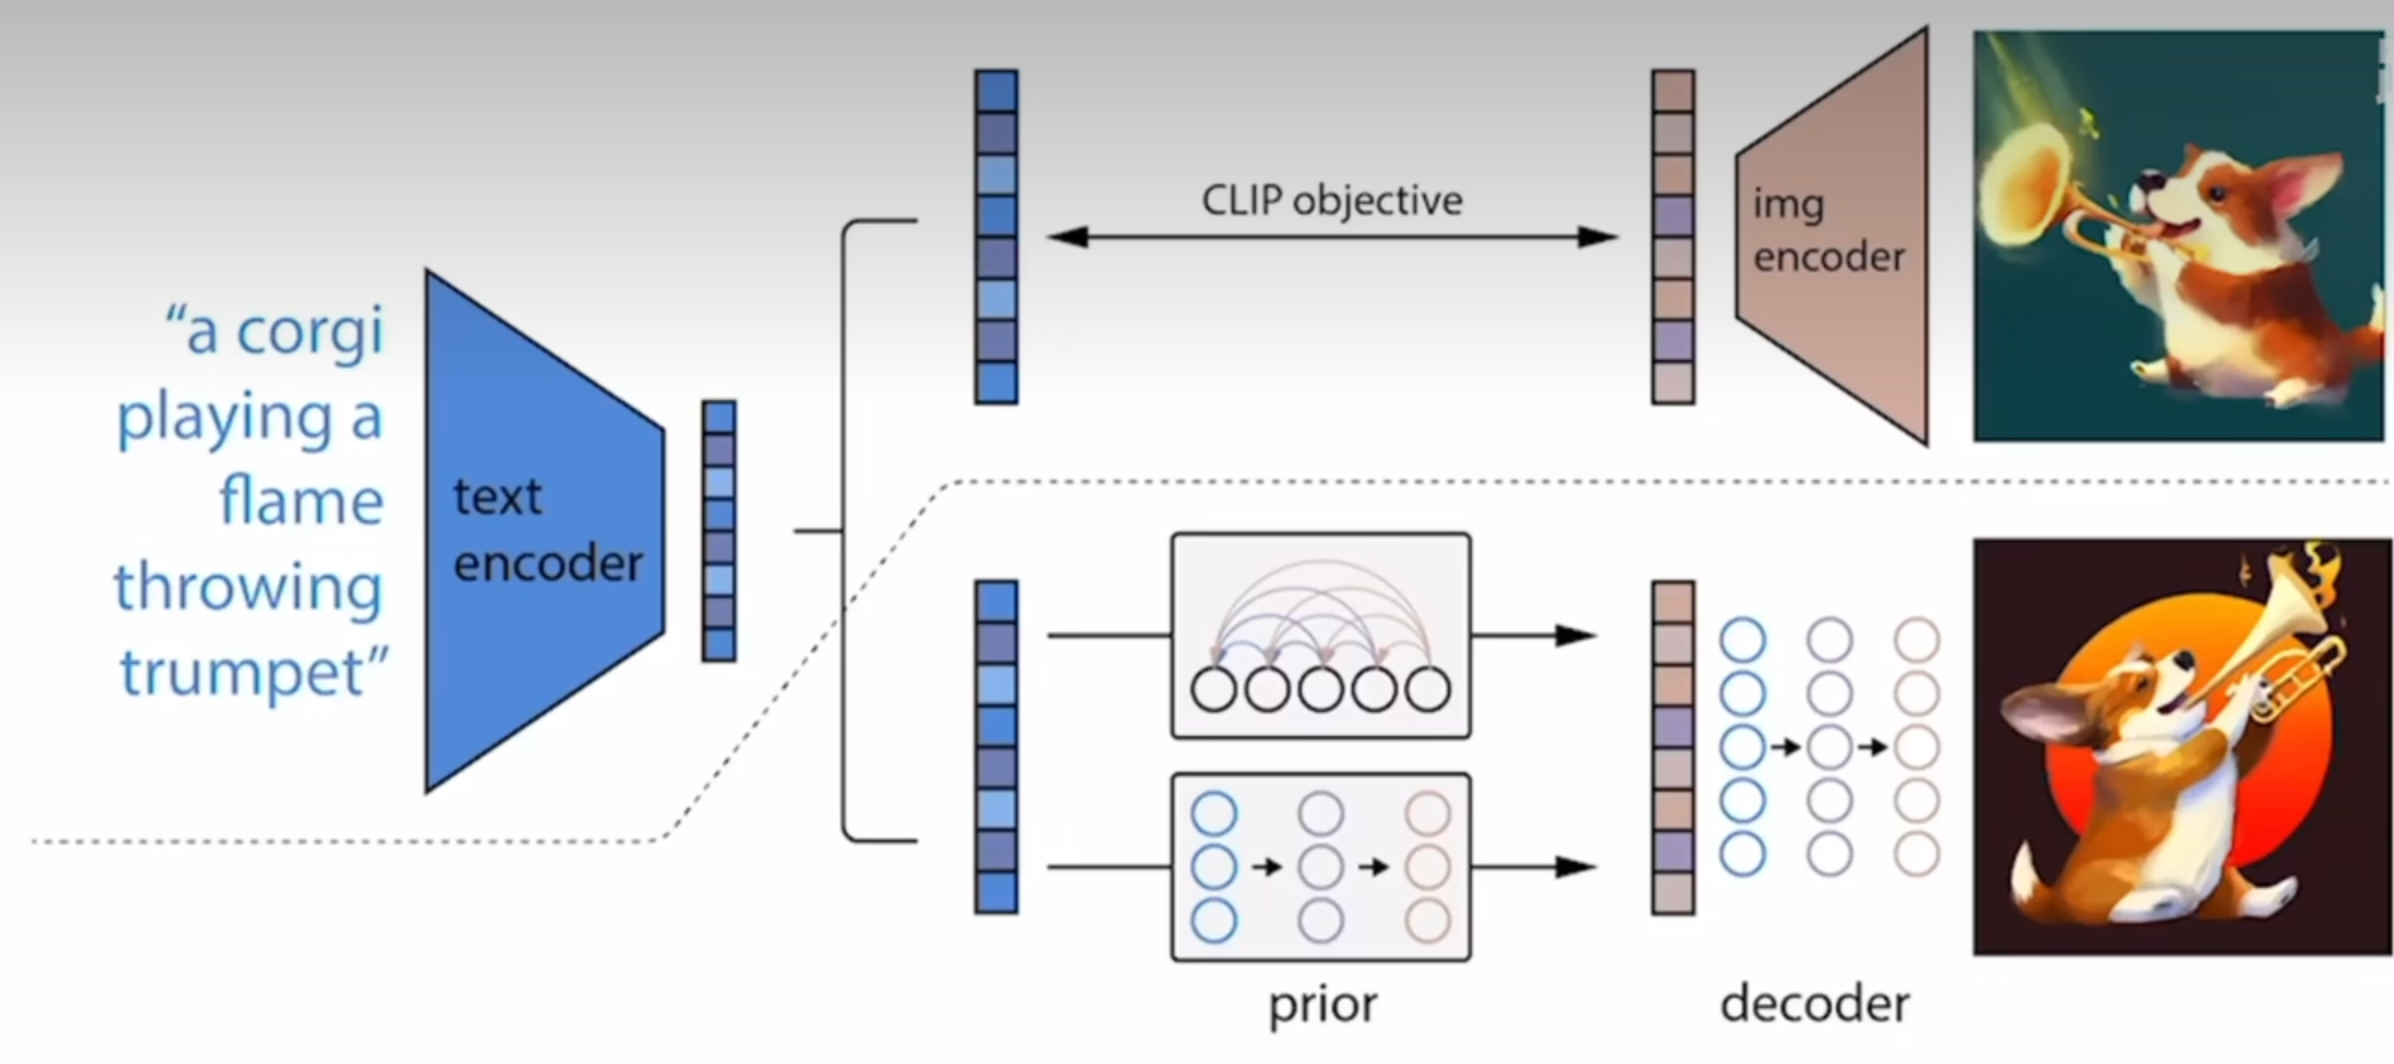 “a corgi
playing a
flame
throwing
trumpet”
text
encoder
CLIP objective
img
encoder
prior
decoder